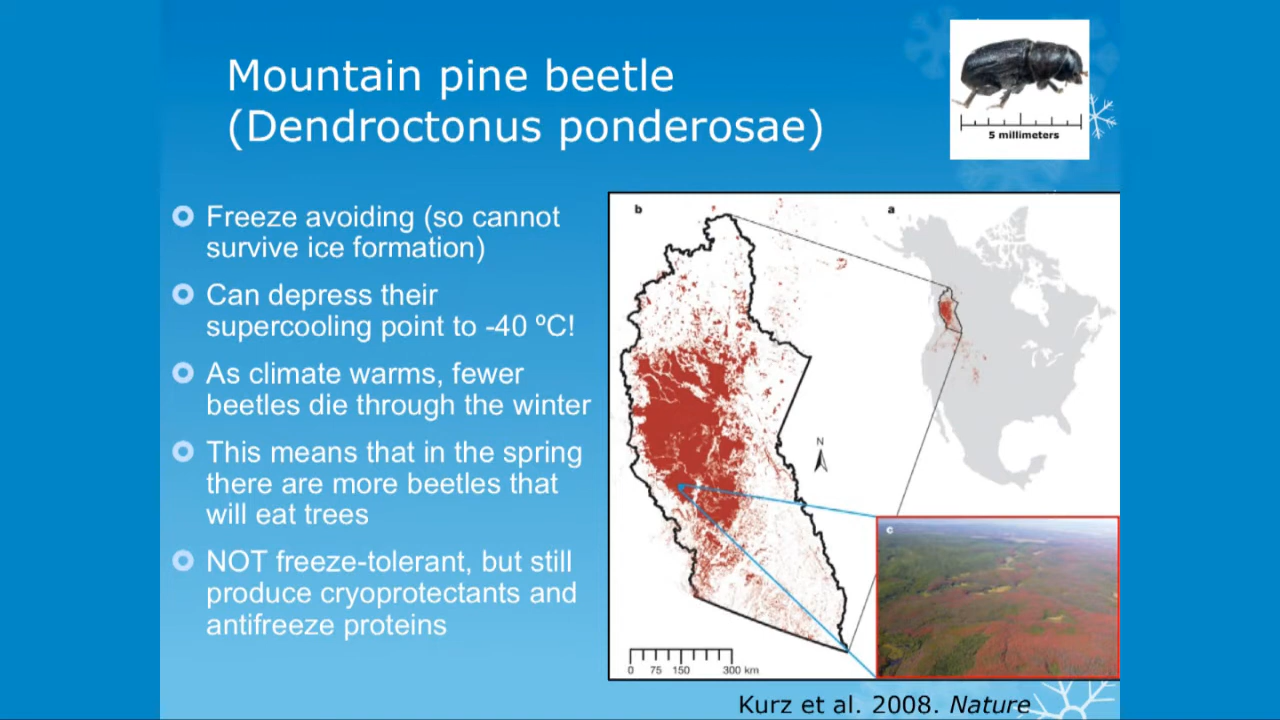 Mountain pine beetle
(Dendroctonus ponderosae)
5 millimeters
Freeze avoiding (so cannot
survive ice formation)
Can depress their
supercooling point to -40 ºC!
As climate warms, fewer
beetles die through the winter
This means that in the spring
there are more beetles that
will eat trees
NOT freeze-tolerant, but still
produce cryoprotectants and
antifreeze proteins
b
a
N
c
0 75 150 300 km
Kurz et al. 2008. Nature